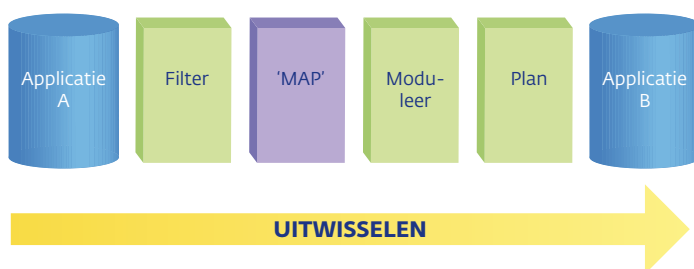 Applicatie
A
Filter
‘MAP’
Modu-
leer
Plan
Applicatie
B
UITWISSELEN